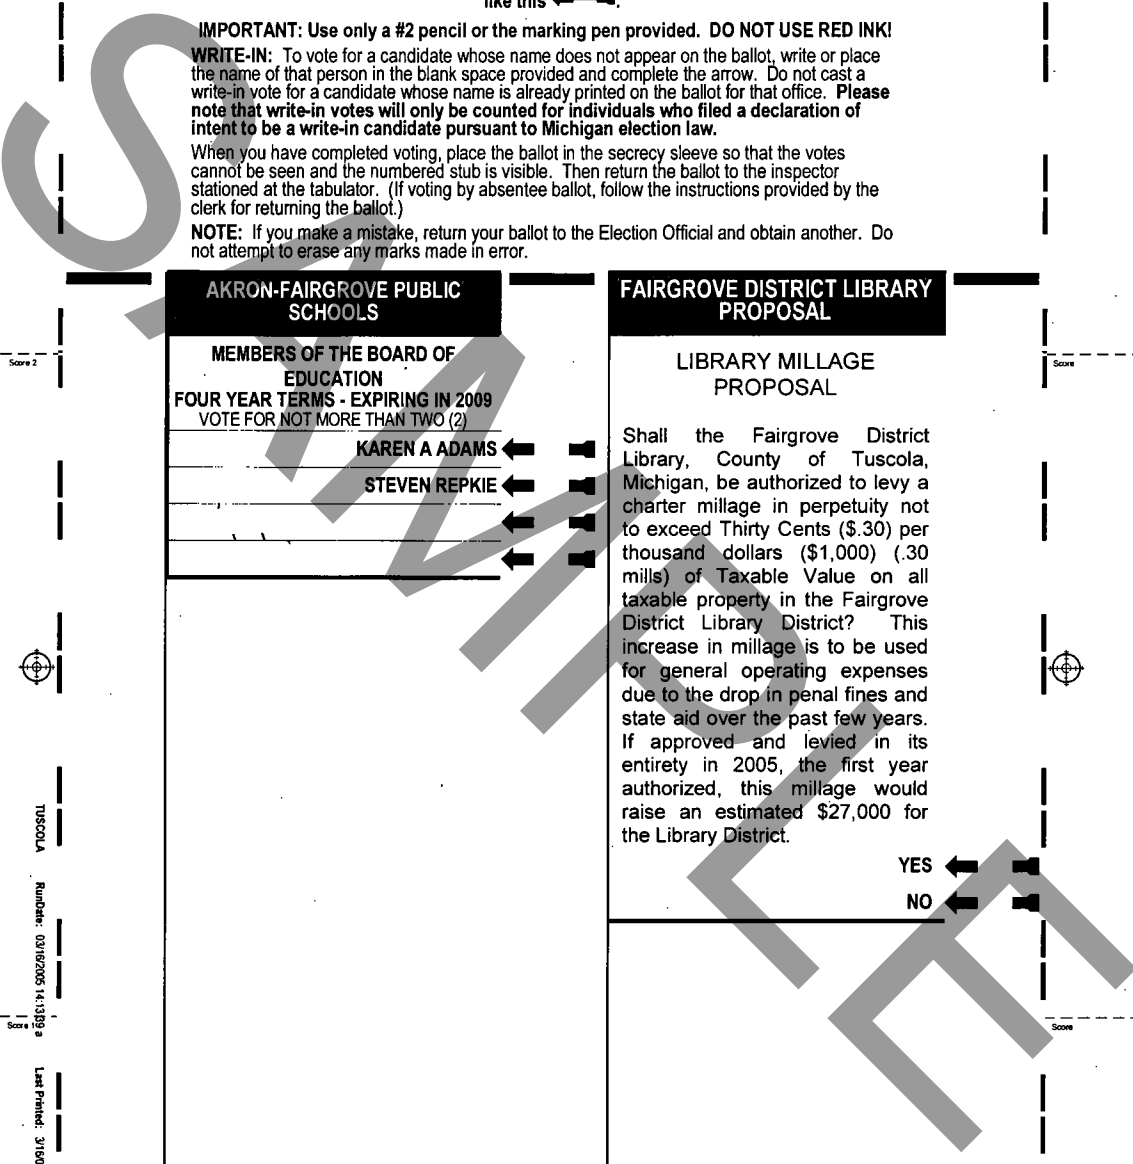 like this
IMPORTANT: Use only a #2 pencil or the marking pen provided. DO NOT USE RED INK!
WRITE-IN: To vote for a candidate whose name does not appear on the ballot, write or place
the name of that person in the blank space provided and complete the arrow. Do not cast a
write-in vote for a candidate whose name is already printed on the ballot for that office. Please
note that write-in votes will only be counted for individuals who filed a declaration of
intent to be a write-in candidate pursuant to Michigan election law.
When you have completed voting, place the ballot in the secrecy sleeve so that the votes
cannot be seen and the numbered stub is visible. Then return the ballot to the inspector
stationed at the tabulator. (If voting by absentee ballot, follow the instructions provided by the
clerk for returning the ballot.)
NOTE: If you make a mistake, return your ballot to the Election Official and obtain another. Do
not attempt to erase any marks made in error.
AKRON-FAIRGROVE PUBLIC
SCHOOLS
MEMBERS OF THE BOARD OF
EDUCATION
FOUR YEAR TERMS - EXPIRING IN 2009
VOTE FOR NOT MORE THAN TWO (2)
KAREN A ADAMS
STEVEN REPKIE
FAIRGROVE DISTRICT LIBRARY
PROPOSAL
LIBRARY MILLAGE
PROPOSAL
Shall the Fairgrove District
Library, County of Tuscola,
Michigan, be authorized to levy a
charter millage in perpetuity not
to exceed Thirty Cents ($.30) per
thousand dollars ($1,000) (.30
mills) of Taxable Value on all
taxable property in the Fairgrove
District Library District? This
increase in millage is to be used
for general operating expenses
due to the drop in penal fines and
state aid over the past few years.
If approved and levied in its
entirety in 2005, the first year
authorized, this millage would
raise an estimated $27,000 for
the Library District.
YES
NO
SAMPLE
Score 2
Score
Score
Score
TUSCOLA RunDate: 03/16/2005 14:13:39 a Last Printed: 3/16/0